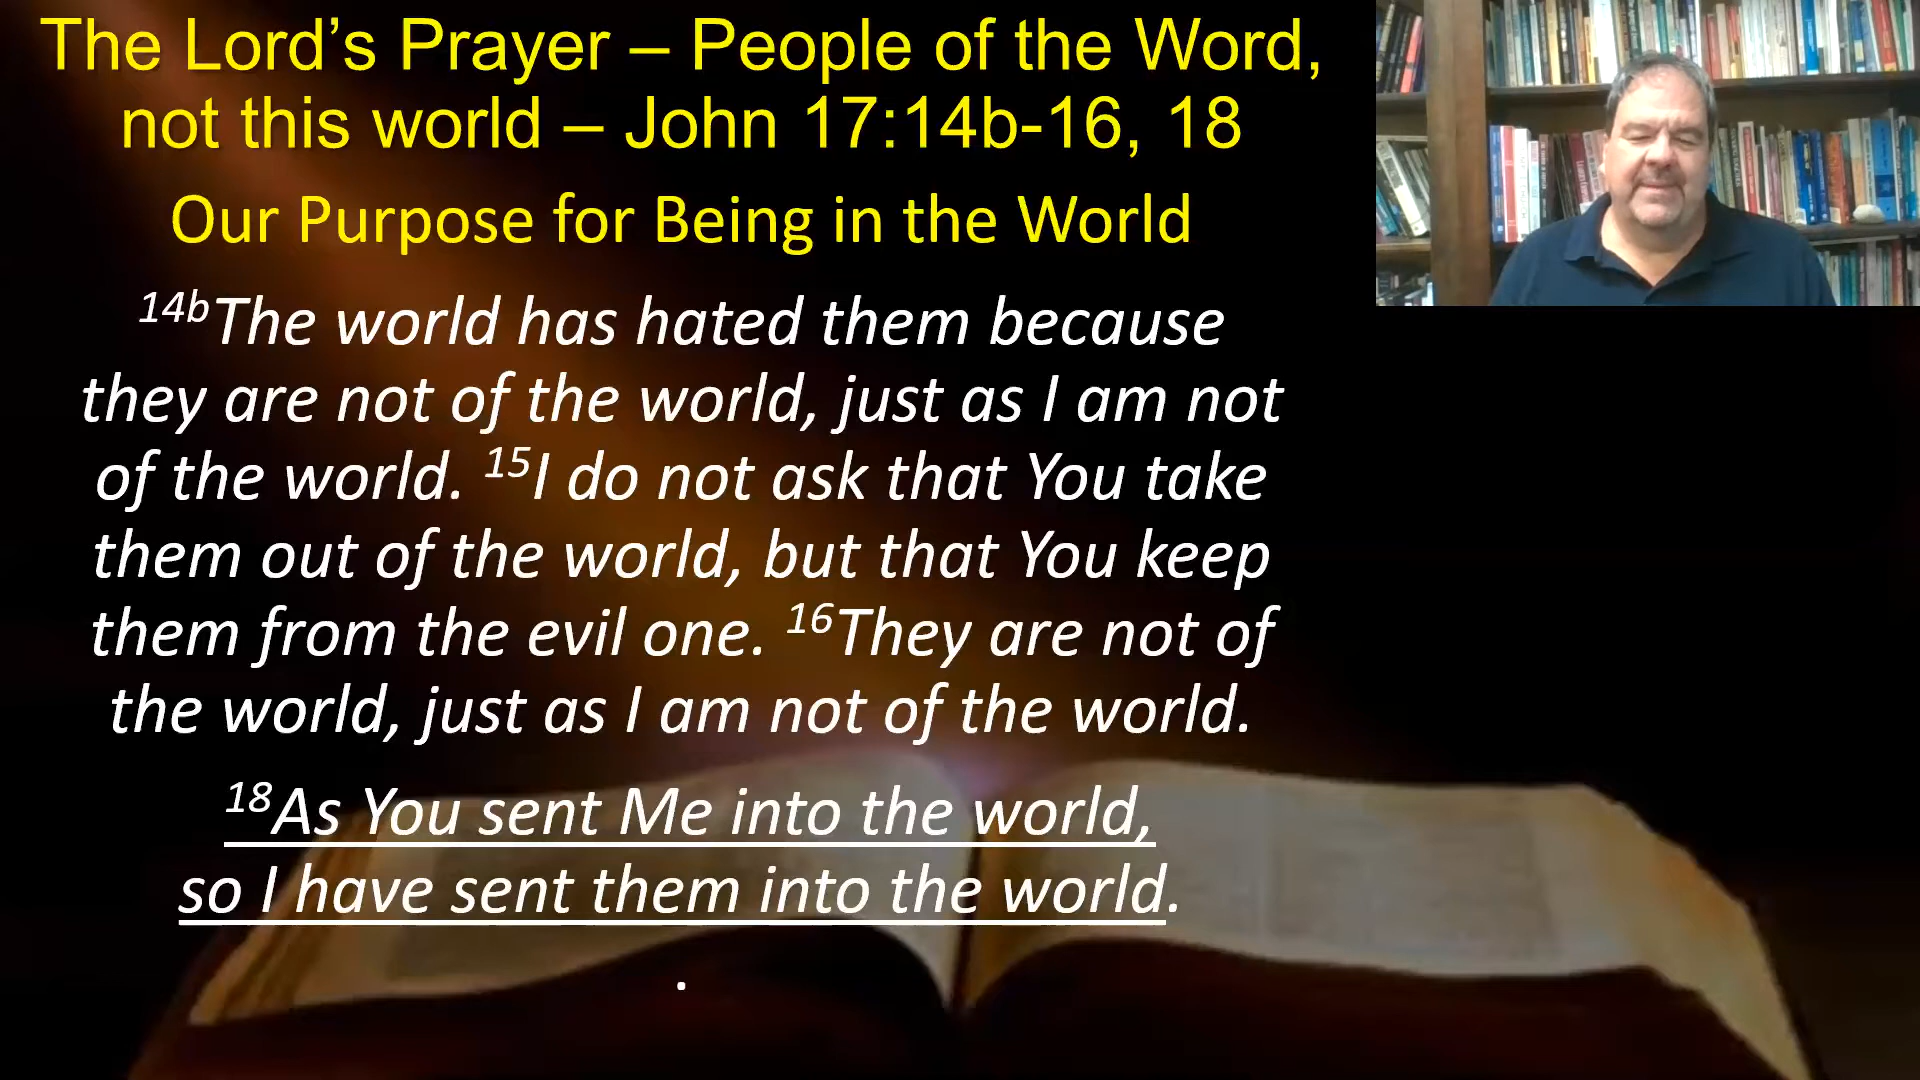 The Lord’s Prayer – People of the Word,
not this world – John 17:14b-16, 18
Our Purpose for Being in the World
14bThe world has hated them because
they are not of the world, just as I am not
of the world. 15I do not ask that You take
them out of the world, but that You keep
them from the evil one. 16They are not of
the world, just as I am not of the world.
18As You sent Me into the world,
so I have sent them into the world.
.